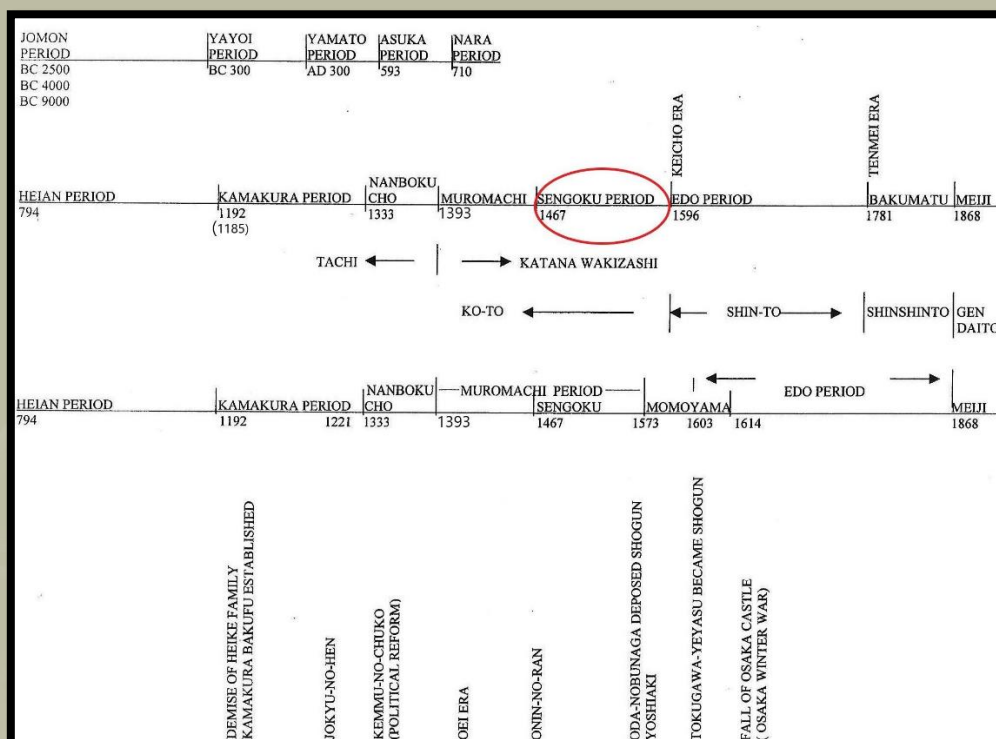 JOMON
PERIOD
BC 2500
BC 4000
BC 9000
YAYOI
PERIOD
BC 300
YAMATO
PERIOD
AD 300
ASUKA
PERIOD
593
NARA
PERIOD
710
KEICHO ERA
TENMEI ERA
HEIAN PERIOD
794
KAMAKURA PERIOD
1192
(1185)
NANBOKU
CHO
1333
MUROMACHI
1393
SENGOKU PERIOD
1467
EDO PERIOD
1596
BAKUMATU
1781
MEIJI
1868
TACHI
KATANA WAKIZASHI
KO-TO
SHIN-TO
SHINSHINTO
GEN
DAITO
HEIAN PERIOD
794
KAMAKURA PERIOD
1192 1221
NANBOKU
CHO
1333
MUROMACHI PERIOD
1393
SENGOKU
1467
MOMOYAMA
1573 1603 1614
EDO PERIOD
MEIJI
1868
DEMISE OF HEIKE FAMILY
KAMAKURA BAKUFU ESTABLISHED
JOKYU-NO-HEN
KEMMU-NO-CHUKO
(POLITICAL REFORM)
OEI ERA
ONIN-NO-RAN
ODA-NOBUNAGA DEPOSED SHOGUN
YOSHIAKI
TOKUGAWA-YEYASU BECAME SHOGUN
FALL OF OSAKA CASTLE
( OSAKA WINTER WAR)